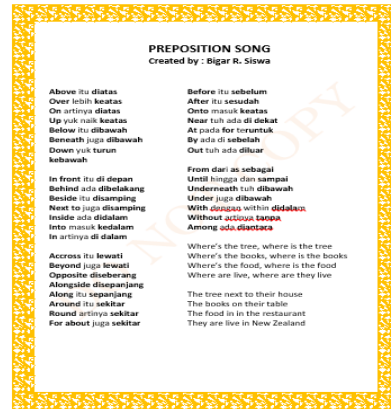 PREPOSITION SONG
Created by : Bigar R. Siswa
Above itu diatas
Over lebih keatas
On artinya diatas
Up yuk naik keatas
Below itu dibawah
Beneath juga dibawah
Down yuk turun
kebawah
In front itu di depan
Behind ada dibelakang
Beside itu disamping
Next to juga disamping
Inside ada didalam
Into masuk kedalam
In artinya di dalam
Accross itu lewati
Beyond juga lewati
Opposite diseberang
Alongside disepanjang
Along itu sepanjang
Around itu sekitar
Round artinya sekitar
For about juga sekitar
Before itu sebelum
After itu sesudah
Onto masuk keatas
Near tuh ada di dekat
At pada for teruntuk
By ada di sebelah
Out tuh ada diluar
From dari as sebagai
Until hingga dan sampai
Underneath tuh dibawah
Under juga dibawah
With dengan within didalam
Without artinya tanpa
Among ada diantara
Where's the tree, where is the tree
Where's the books, where is the books
Where's the food, where is the food
Where are live, where are they live
The tree next to their house
The books on their table
The food in in the restaurant
They are live in New Zealand
NOT COPY